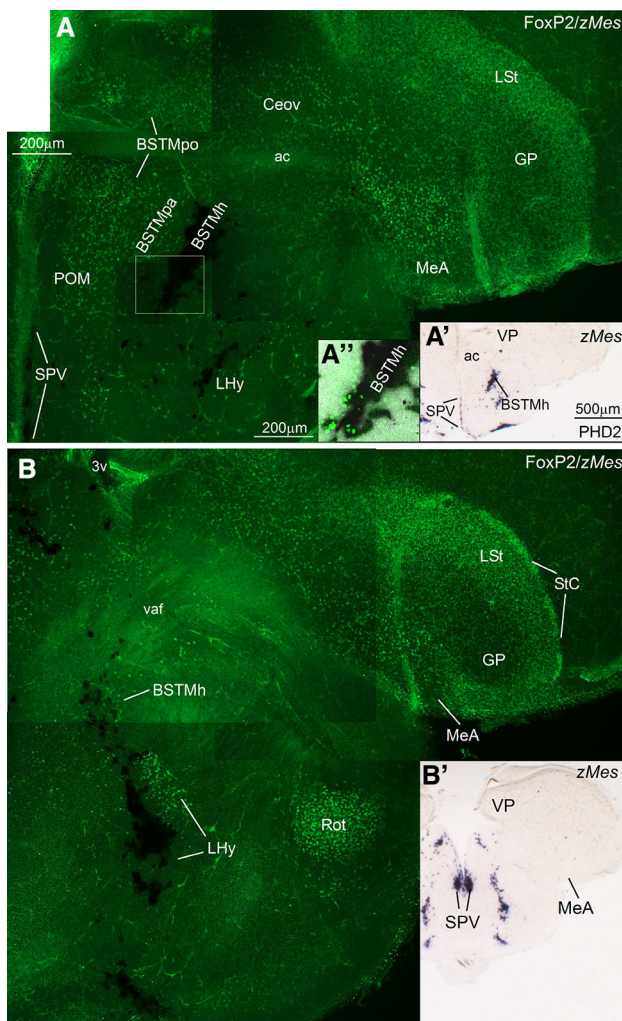 A
FoxP2/zMes
LSt
Ceov
200µm
BSTMpo
ac
GP
BSTMpa
BSTMh
MeA
POM
SPV
LHy
200µm
A''
BSTMh
A'
VP
zMes
ac
BSTMh
SPV
500µm
PHD2
B
3v
FoxP2/zMes
LSt
StC
vaf
GP
BSTMh
MeA
LHy
Rot
B'
zMes
VP
SPV
MeA